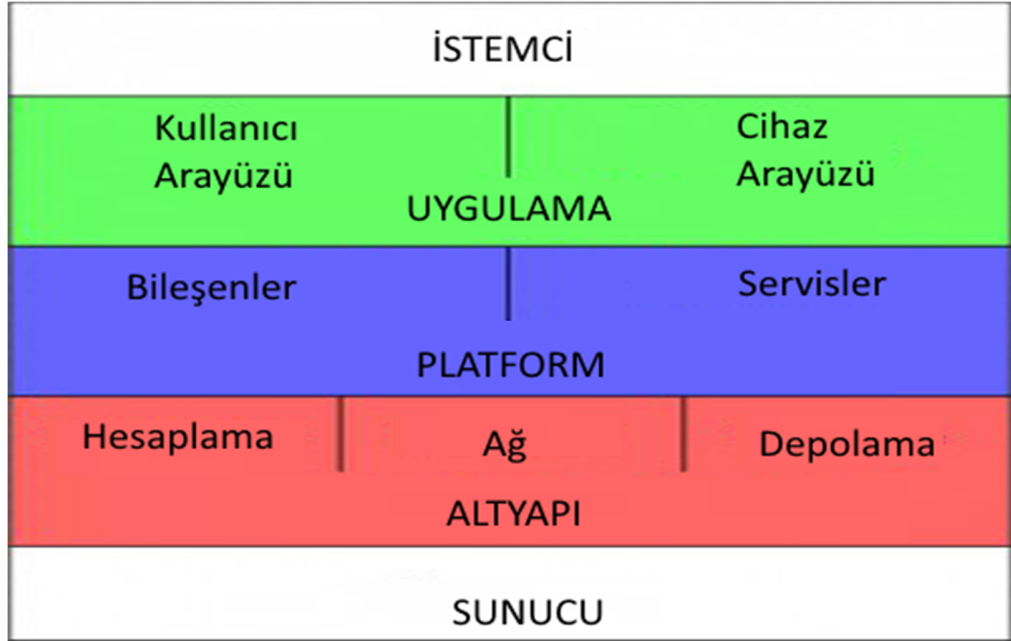 İSTEMCİ
Kullanıcı
Arayüzü
Cihaz
Arayüzü
UYGULAMA
Bileşenler
Servisler
PLATFORM
Hesaplama
Ağ
Depolama
ALTYAPI
SUNUCU